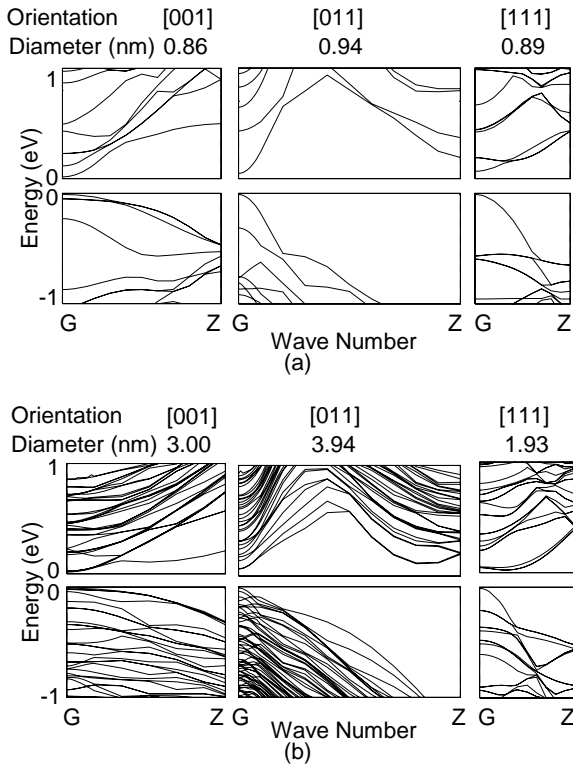 Orientation [001] [011] [111]
Diameter (nm) 0.86 0.94 0.89
1
0
0
-1
Energy (eV)
G Z G Z G Z
Wave Number
(a)
Orientation [001] [011] [111]
Diameter (nm) 3.00 3.94 1.93
1
0
0
-1
Energy (eV)
G Z G Z G Z
Wave Number
(b)